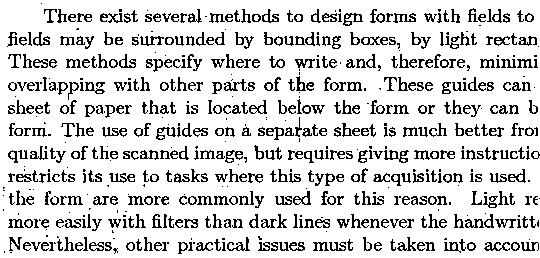 There exist several methods to design forms with fields to
fields may be surrounded by bounding boxes, by light rectan
These methods specify where to write and, therefore, minimi
overlapping with other parts of the form. These guides can
sheet of paper that is located below the form or they can b
form. The use of guides on a separate sheet is much better from
quality of the scanned image, but requires giving more instructio
restricts its use to tasks where this type of acquisition is used.
the form are more commonly used for this reason. Light re
more easily with filters than dark lines whenever the handwritte
Nevertheless, other practical issues must be taken into accoun